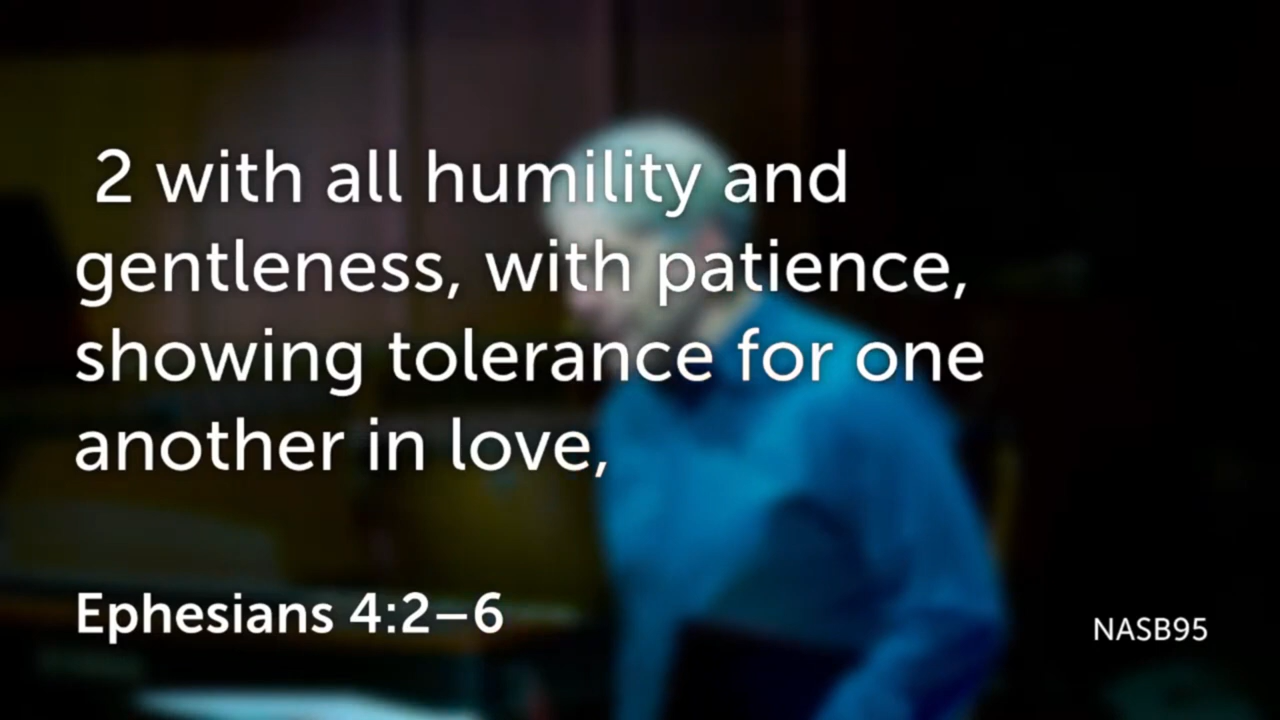 2 with all humility and
gentleness, with patience,
showing tolerance for one
another in love,
Ephesians 4:2–6
NASB95